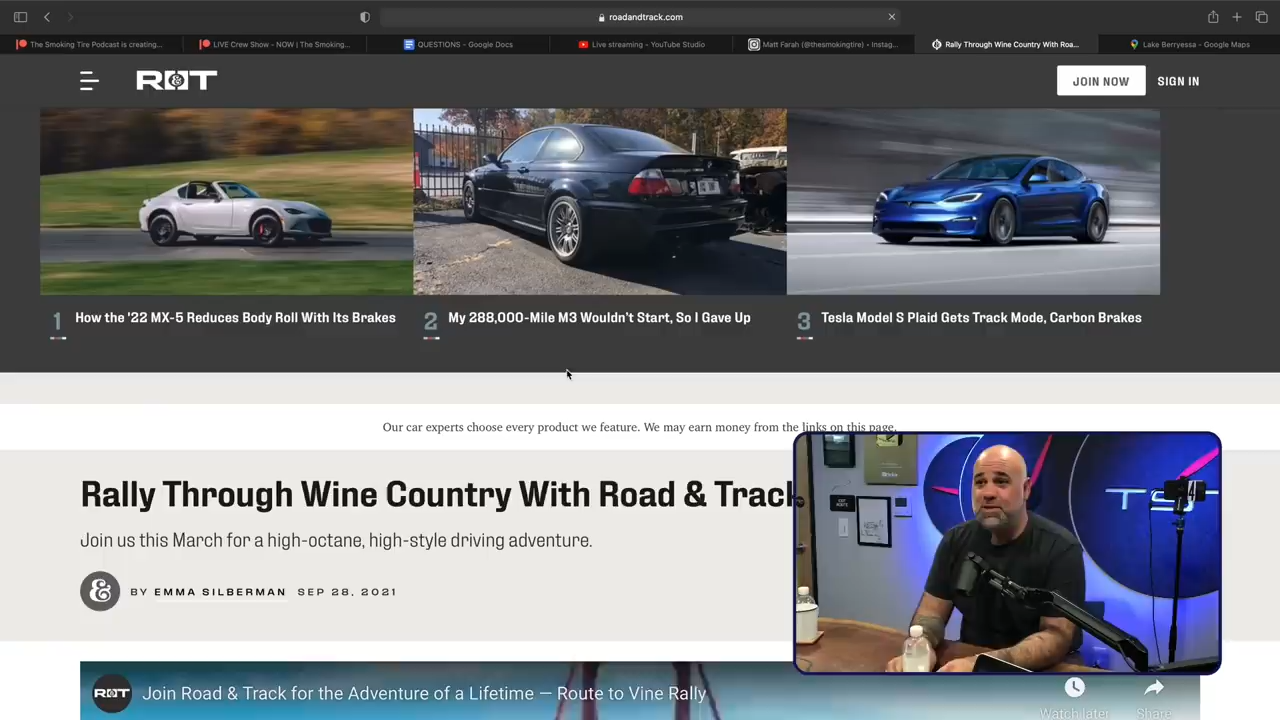 roadandtrack.com
The Smoking Tire Podcast is creating...
LIVE Crew Show - NOW | The Smoking...
QUESTIONS - Google Docs
Live streaming - YouTube Studio
Matt Farah (@thesmokingtire) - Instag...
Rally Through Wine Country With Roa...
Lake Berryessa - Google Maps
R&T
JOIN NOW
SIGN IN
1 How the '22 MX-5 Reduces Body Roll With Its Brakes
2 My 288,000-Mile M3 Wouldn't Start, So I Gave Up
3 Tesla Model S Plaid Gets Track Mode, Carbon Brakes
Our car experts choose every product we feature. We may earn money from the links on this page.
Rally Through Wine Country With Road & Track
Join us this March for a high-octane, high-style driving adventure.
& BY EMMA SILBERMAN SEP 28, 2021
TS
R&T Join Road & Track for the Adventure of a Lifetime — Route to Vine Rally
Watch later
Share